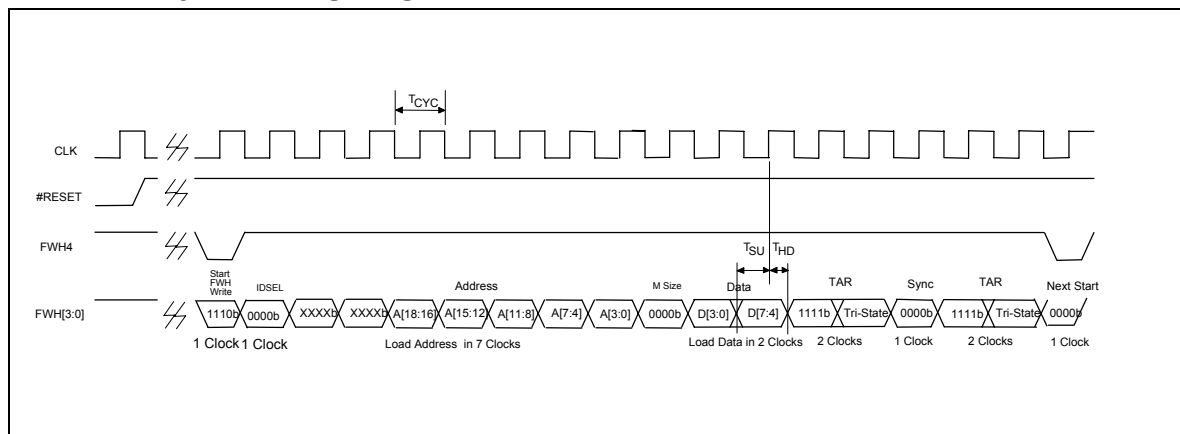 TCYC
CLK
#RESET
FWH4
TSU THD
Start
FWH
Write
IDSEL
Address
M Size
Data
TAR
Sync
TAR
Next Start
FWH[3:0]
1110b 0000b XXXXb XXXXb A[18:16] A[15:12] A[11:8] A[7:4] A[3:0] 0000b D[3:0] D[7:4] 1111b Tri-State 0000b 1111b Tri-State 0000b
1 Clock 1 Clock Load Address in 7 Clocks Load Data in 2 Clocks 2 Clocks 1 Clock 2 Clocks 1 Clock